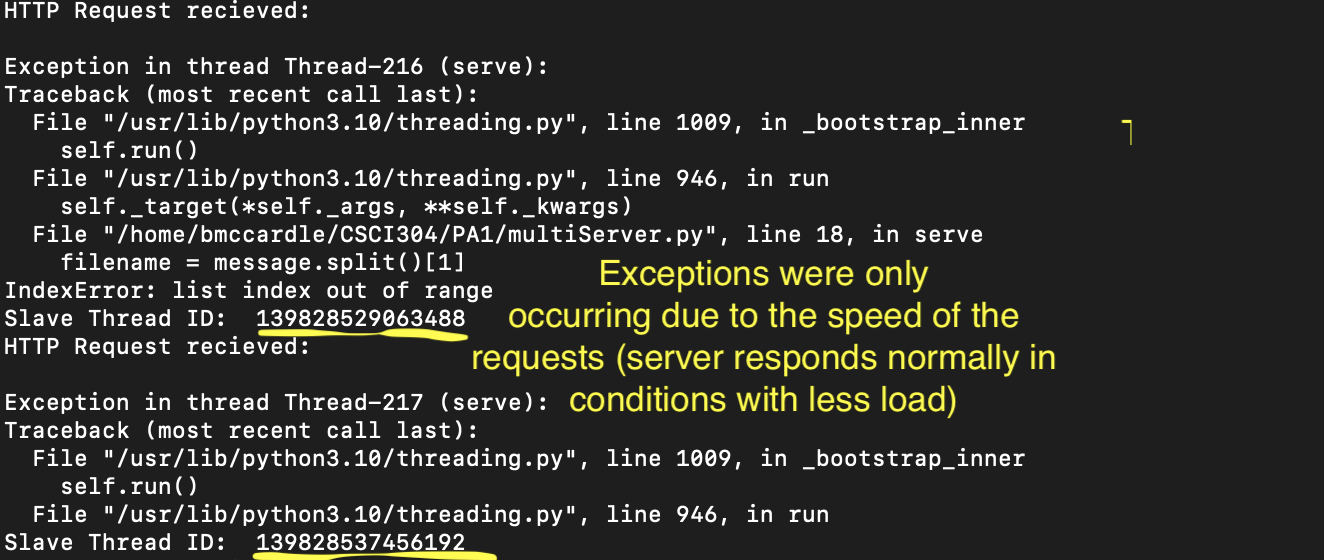 HTTP Request recieved:
Exception in thread Thread-216 (serve):
Traceback (most recent call last):
  File "/usr/lib/python3.10/threading.py", line 1009, in _bootstrap_inner
    self.run()
  File "/usr/lib/python3.10/threading.py", line 946, in run
    self._target(*self._args, **self._kwargs)
  File "/home/bmccardle/CSCI304/PA1/multiServer.py", line 18, in serve
    filename = message.split()[1]
IndexError: list index out of range
Slave Thread ID:  139828529063488
HTTP Request recieved:
Exceptions were only
occurring due to the speed of the
requests (server responds normally in
conditions with less load)
Exception in thread Thread-217 (serve):
Traceback (most recent call last):
  File "/usr/lib/python3.10/threading.py", line 1009, in _bootstrap_inner
    self.run()
  File "/usr/lib/python3.10/threading.py", line 946, in run
Slave Thread ID:  139828537456192